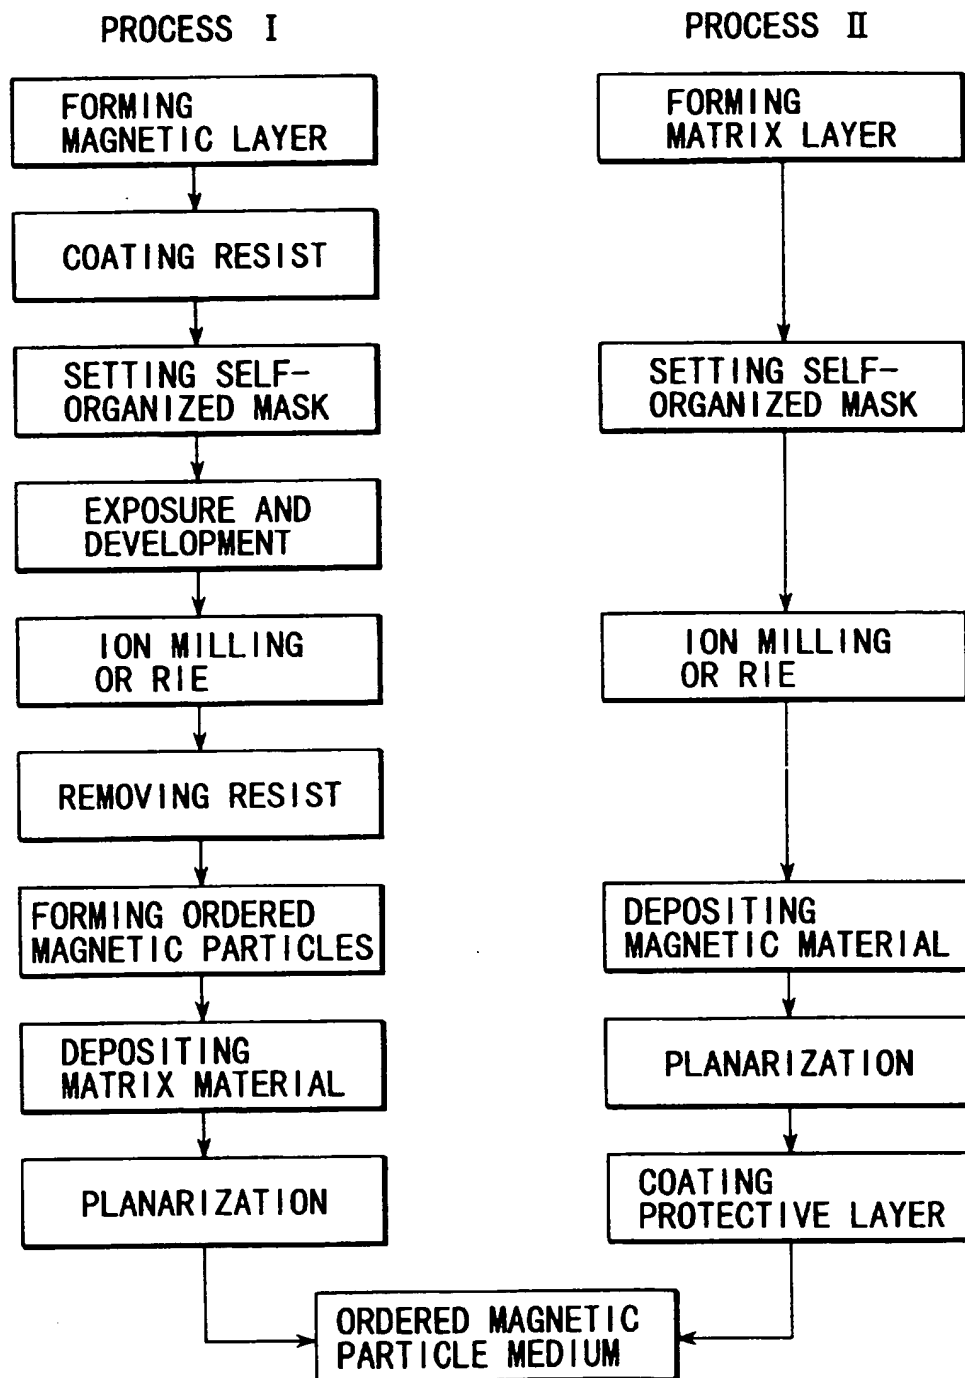 PROCESS I
FORMING
MAGNETIC LAYER
COATING RESIST
SETTING SELF-
ORGANIZED MASK
EXPOSURE AND
DEVELOPMENT
ION MILLING
OR RIE
REMOVING RESIST
FORMING ORDERED
MAGNETIC PARTICLES
DEPOSITING
MATRIX MATERIAL
PLANARIZATION
PROCESS II
FORMING
MATRIX LAYER
SETTING SELF-
ORGANIZED MASK
ION MILLING
OR RIE
DEPOSITING
MAGNETIC MATERIAL
PLANARIZATION
COATING
PROTECTIVE LAYER
ORDERED MAGNETIC
PARTICLE MEDIUM